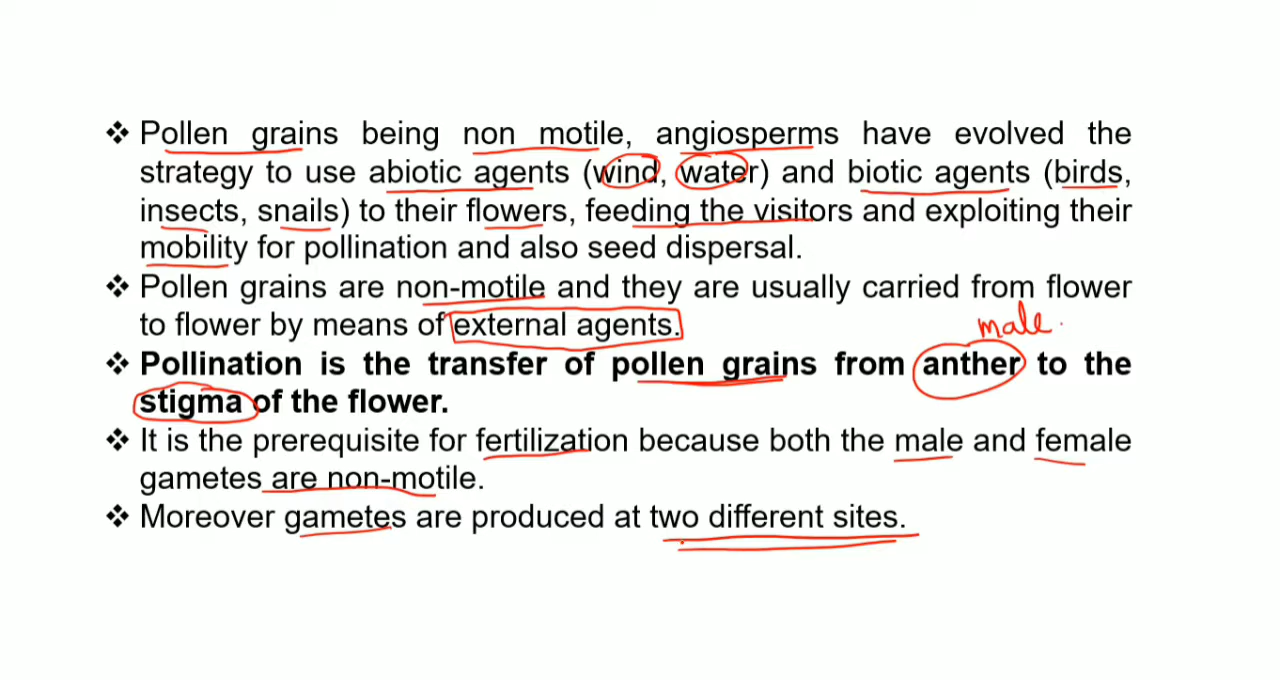 ❖ Pollen grains being non motile, angiosperms have evolved the
strategy to use abiotic agents (wind, water) and biotic agents (birds,
insects, snails) to their flowers, feeding the visitors and exploiting their
mobility for pollination and also seed dispersal.
❖ Pollen grains are non-motile and they are usually carried from flower
to flower by means of external agents.
male.
❖ Pollination is the transfer of pollen grains from anther to the
stigma of the flower.
❖ It is the prerequisite for fertilization because both the male and female
gametes are non-motile.
❖ Moreover gametes are produced at two different sites.